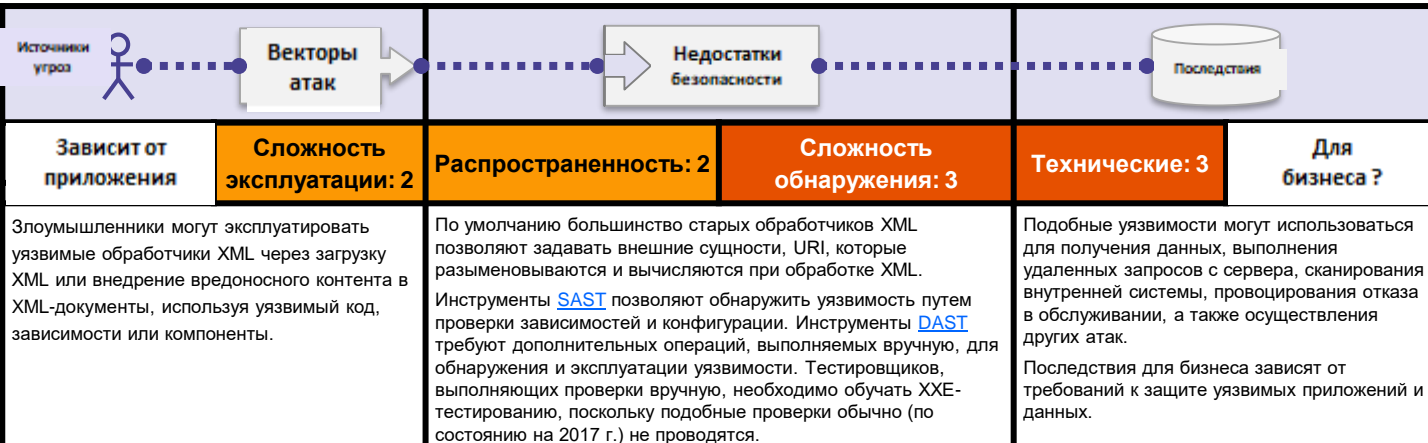 Источники
угроз
Векторы
атак
Недостатки
безопасности
Последствия
Зависит от
приложения
Сложность
эксплуатации: 2
Распространенность: 2
Сложность
обнаружения: 3
Технические: 3
Для
бизнеса ?
Злоумышленники могут эксплуатировать
уязвимые обработчики XML через загрузку
XML или внедрение вредоносного контента в
XML-документы, используя уязвимый код,
зависимости или компоненты.
По умолчанию большинство старых обработчиков XML
позволяют задавать внешние сущности, URI, которые
разыменовываются и вычисляются при обработке XML.
Инструменты SAST позволяют обнаружить уязвимость путем
проверки зависимостей и конфигурации. Инструменты DAST
требуют дополнительных операций, выполняемых вручную, для
обнаружения и эксплуатации уязвимости. Тестировщиков,
выполняющих проверки вручную, необходимо обучать XXE-
тестированию, поскольку подобные проверки обычно (по
состоянию на 2017 г.) не проводятся.
Подобные уязвимости могут использоваться
для получения данных, выполнения
удаленных запросов с сервера, сканирования
внутренней системы, провоцирования отказа
в обслуживании, а также осуществления
других атак.
Последствия для бизнеса зависят от
требований к защите уязвимых приложений и
данных.